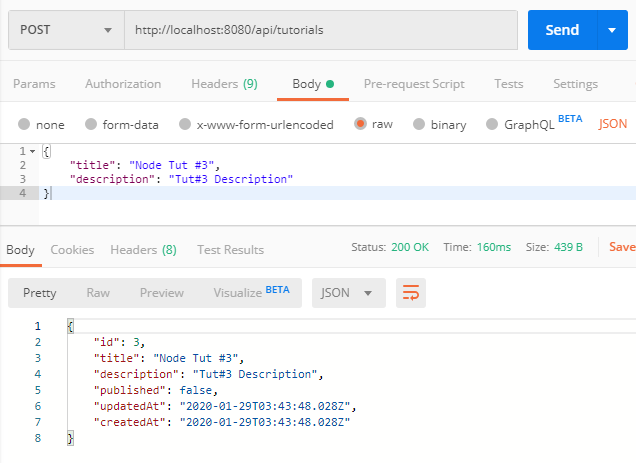 POST http://localhost:8080/api/tutorials Send
Params Authorization Headers (9) Body Pre-request Script Tests Settings
none form-data x-www-form-urlencoded raw binary GraphQL BETA JSON
1 {
2 "title": "Node Tut #3",
3 "description": "Tut#3 Description"
4 }
Body Cookies Headers (8) Test Results Status: 200 OK Time: 160ms Size: 439 B Save
Pretty Raw Preview Visualize BETA JSON
1 {
2 "id": 3,
3 "title": "Node Tut #3",
4 "description": "Tut#3 Description",
5 "published": false,
6 "updatedAt": "2020-01-29T03:43:48.028Z",
7 "createdAt": "2020-01-29T03:43:48.028Z"
8 }